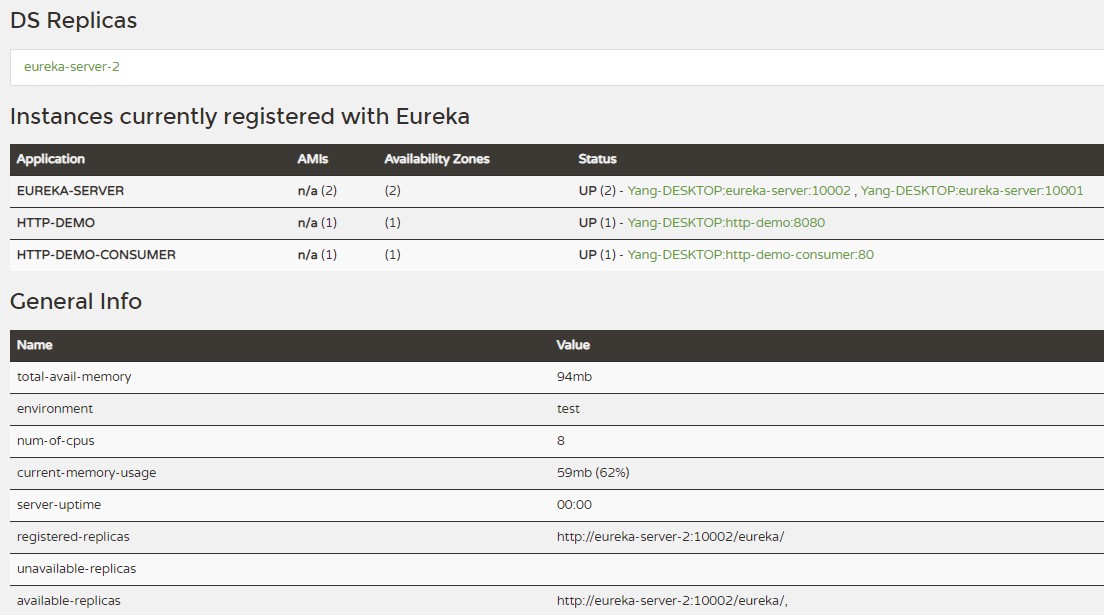 DS Replicas
eureka-server-2
Instances currently registered with Eureka
Application AMIs Availability Zones Status
EUREKA-SERVER n/a (2) (2) UP (2) - Yang-DESKTOP:eureka-server:10002 , Yang-DESKTOP:eureka-server:10001
HTTP-DEMO n/a (1) (1) UP (1) - Yang-DESKTOP:http-demo:8080
HTTP-DEMO-CONSUMER n/a (1) (1) UP (1) - Yang-DESKTOP:http-demo-consumer:80
General Info
Name Value
total-avail-memory 94mb
environment test
num-of-cpus 8
current-memory-usage 59mb (62%)
server-uptime 00:00
registered-replicas http://eureka-server-2:10002/eureka/
unavailable-replicas
available-replicas http://eureka-server-2:10002/eureka/,